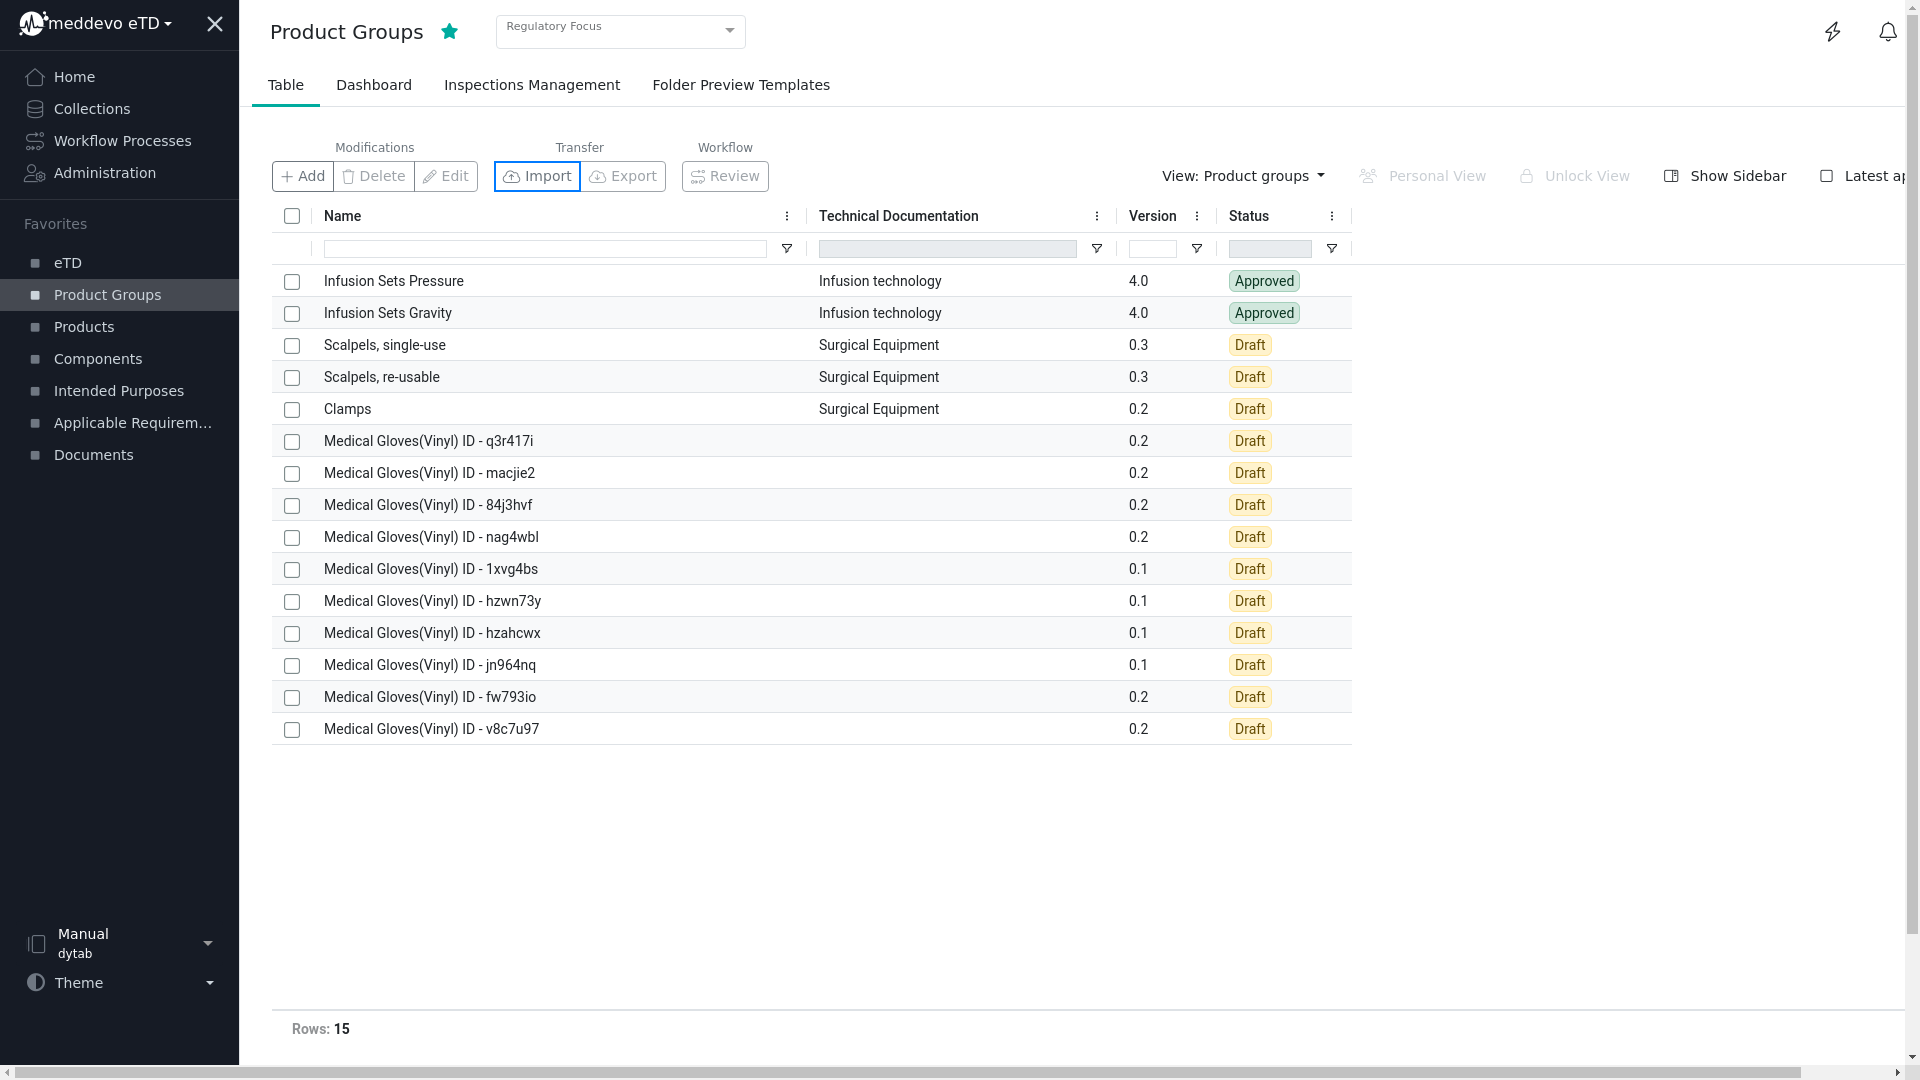 meddevo eTD
Home
Collections
Workflow Processes
Administration
Favorites
eTD
Product Groups
Products
Components
Intended Purposes
Applicable Requirem...
Documents
Manual
dytab
Theme
Product Groups
Regulatory Focus
Table Dashboard Inspections Management Folder Preview Templates
Modifications Transfer Workflow
Add Delete Edit Import Export Review
View: Product groups Personal View Unlock View Show Sidebar Latest ap
Name Technical Documentation Version Status
Infusion Sets Pressure Infusion technology 4.0 Approved
Infusion Sets Gravity Infusion technology 4.0 Approved
Scalpels, single-use Surgical Equipment 0.3 Draft
Scalpels, re-usable Surgical Equipment 0.3 Draft
Clamps Surgical Equipment 0.2 Draft
Medical Gloves(Vinyl) ID - q3r417i 0.2 Draft
Medical Gloves(Vinyl) ID - macjie2 0.2 Draft
Medical Gloves(Vinyl) ID - 84j3hvf 0.2 Draft
Medical Gloves(Vinyl) ID - nag4wbl 0.2 Draft
Medical Gloves(Vinyl) ID - 1xvg4bs 0.1 Draft
Medical Gloves(Vinyl) ID - hzwn73y 0.1 Draft
Medical Gloves(Vinyl) ID - hzahcwx 0.1 Draft
Medical Gloves(Vinyl) ID - jn964nq 0.1 Draft
Medical Gloves(Vinyl) ID - fw793io 0.2 Draft
Medical Gloves(Vinyl) ID - v8c7u97 0.2 Draft
Rows: 15